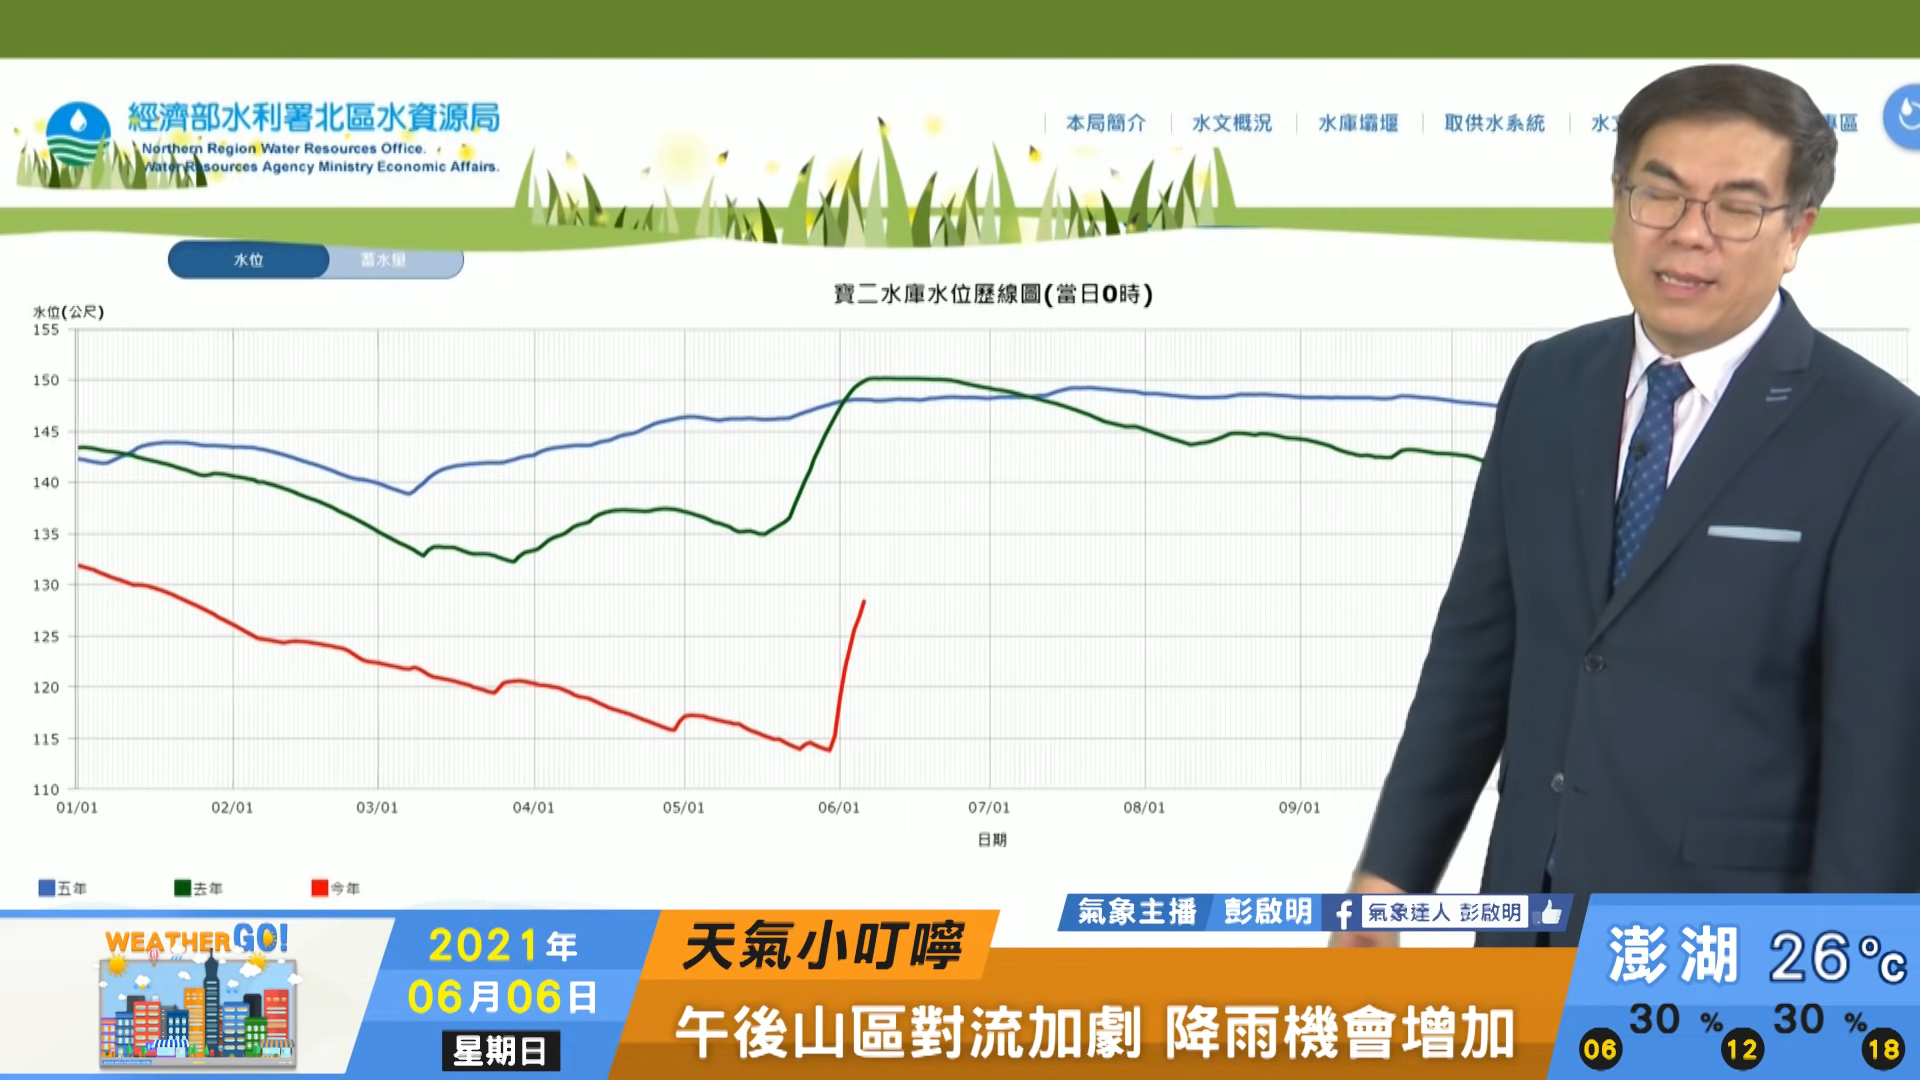 經濟部水利署北區水資源局
Northern Region Water Resources Office.
Water Resources Agency Ministry Economic Affairs.
本局簡介 水文概況 水庫壩堰 取供水系統 水 專區
水位 蓄水量
寶二水庫水位歷線圖(當日0時)
水位(公尺)
155
150
145
140
135
130
125
120
115
110
01/01 02/01 03/01 04/01 05/01 06/01 07/01 08/01 09/01
日期
五年 去年 今年
氣象主播 彭啟明 f 氣象達人 彭啟明
WEATHER GO!
2021年
06月06日
星期日
天氣小叮嚀
午後山區對流加劇 降雨機會增加
澎湖 26°C
30 % 30 %
06 12 18